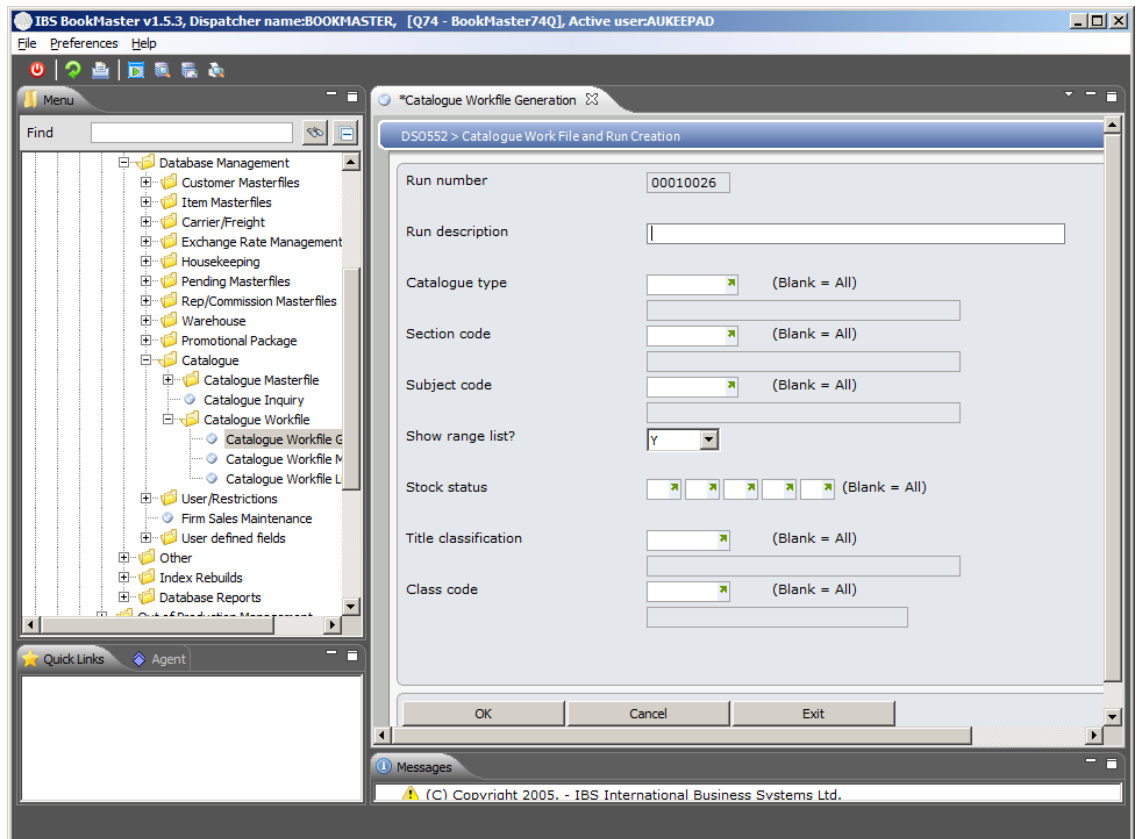 IBS BookMaster v1.5.3, Dispatcher name:BOOKMASTER, [Q74 - BookMaster74Q], Active user:AUKEEPAD
File Preferences Help
Menu
Find
Database Management
Customer Masterfiles
Item Masterfiles
Carrier/Freight
Exchange Rate Management
Housekeeping
Pending Masterfiles
Rep/Commission Masterfiles
Warehouse
Promotional Package
Catalogue
Catalogue Masterfile
Catalogue Inquiry
Catalogue Workfile
Catalogue Workfile G
Catalogue Workfile M
Catalogue Workfile L
User/Restrictions
Firm Sales Maintenance
User defined fields
Other
Index Rebuilds
Database Reports
Out of Production Management
Quick Links Agent
*Catalogue Workfile Generation
DSO552 > Catalogue Work File and Run Creation
Run number 00010026
Run description
Catalogue type (Blank = All)
Section code (Blank = All)
Subject code (Blank = All)
Show range list? Y
Stock status (Blank = All)
Title classification (Blank = All)
Class code (Blank = All)
OK Cancel Exit
Messages
(C) Copyright 2005. - IBS International Business Systems Ltd.